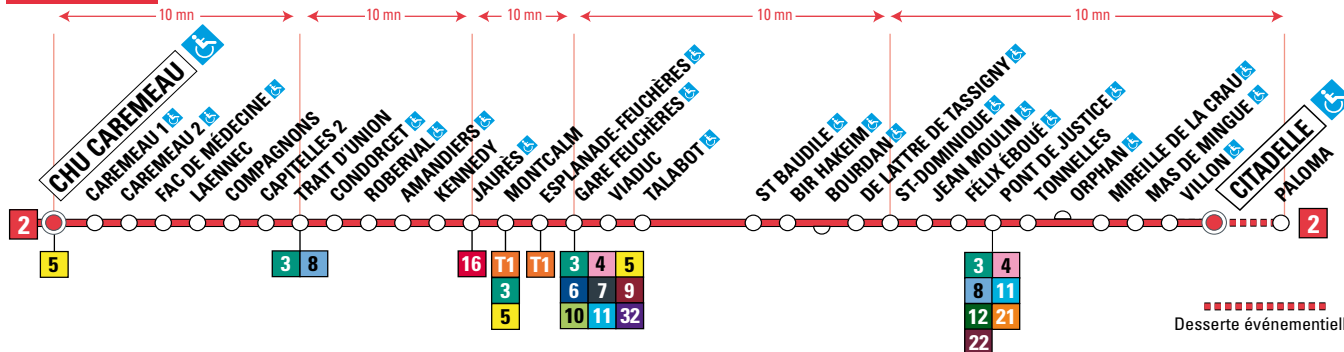 10 mn
10 mn
10 mn
10 mn
10 mn
CHU CAREMEAU
CAREMEAU 1
CAREMEAU 2
FAC DE MÉDECINE
LAENNEC
COMPAGNONS
CAPITELLES 2
TRAIT D'UNION
CONDORCET
ROBERVAL
AMANDIERS
KENNEDY
JAURÈS
MONTCALM
ESPLANADE-FEUCHÈRES
GARE FEUCHÈRES
VIADUC
TALABOT
ST BAUDILE
BIR HAKEIM
BOURDAN
DE LATTRE DE TASSIGNY
ST-DOMINIQUE
JEAN MOULIN
FÉLIX ÉBOUÉ
PONT DE JUSTICE
TONNELLES
ORPHAN
MIREILLE DE LA CRAU
MAS DE MINGUE
VILLON
CITADELLE
PALOMA
2
2
5
3 8
16
T1
3
5
T1
3 4 5
6 7 9
10 11 32
3 4
8 11
12 21
22
Desserte événementiell